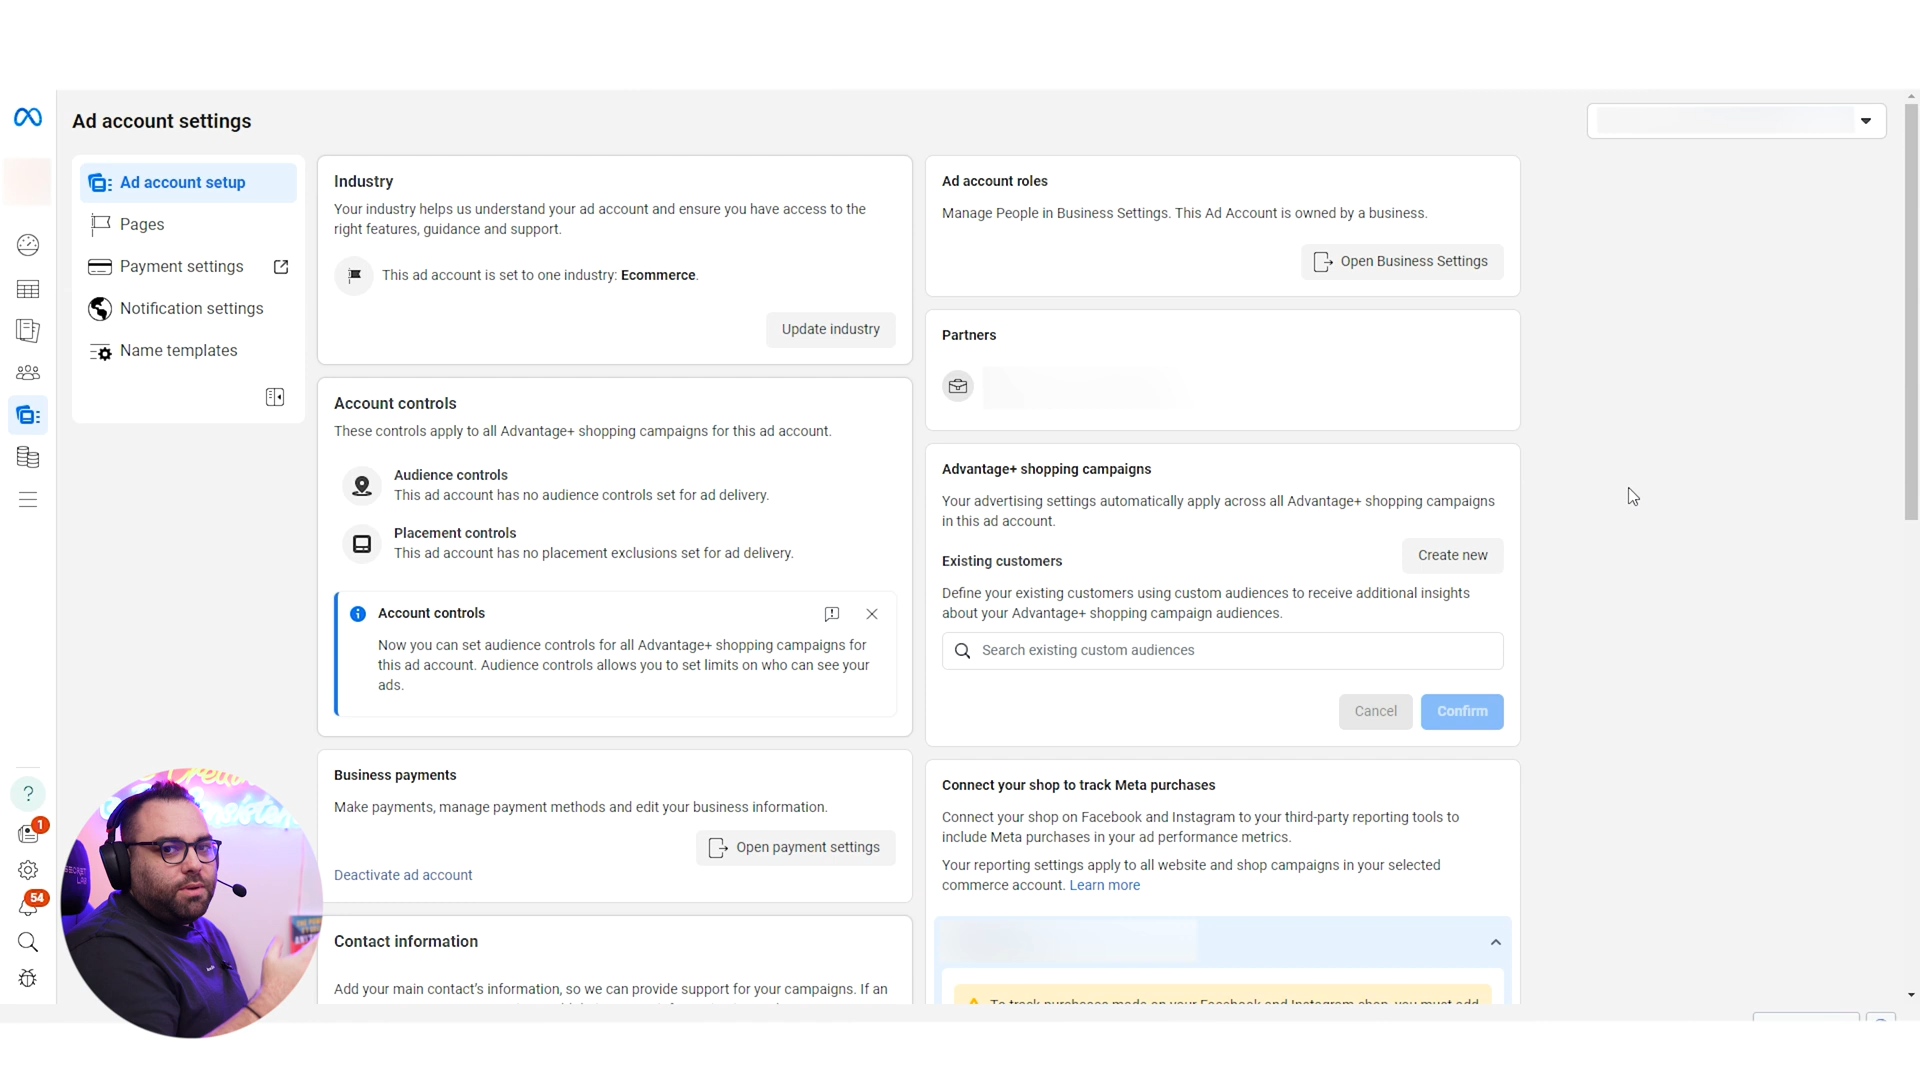 Ad account settings
Ad account setup
Pages
Payment settings
Notification settings
Name templates
Industry
Your industry helps us understand your ad account and ensure you have access to the
right features, guidance and support.
This ad account is set to one industry: Ecommerce.
Update industry
Account controls
These controls apply to all Advantage+ shopping campaigns for this ad account.
Audience controls
This ad account has no audience controls set for ad delivery.
Placement controls
This ad account has no placement exclusions set for ad delivery.
Account controls
Now you can set audience controls for all Advantage+ shopping campaigns for
this ad account. Audience controls allows you to set limits on who can see your
ads.
Business payments
Make payments, manage payment methods and edit your business information.
Open payment settings
Deactivate ad account
Contact information
Add your main contact's information, so we can provide support for your campaigns. If an
Ad account roles
Manage People in Business Settings. This Ad Account is owned by a business.
Open Business Settings
Partners
Advantage+ shopping campaigns
Your advertising settings automatically apply across all Advantage+ shopping campaigns
in this ad account.
Existing customers
Create new
Define your existing customers using custom audiences to receive additional insights
about your Advantage+ shopping campaign audiences.
Search existing custom audiences
Cancel
Confirm
Connect your shop to track Meta purchases
Connect your shop on Facebook and Instagram to your third-party reporting tools to
include Meta purchases in your ad performance metrics.
Your reporting settings apply to all website and shop campaigns in your selected
commerce account. Learn more
To track purchases made on your Facebook and Instagram shop, you must add
?
1
54